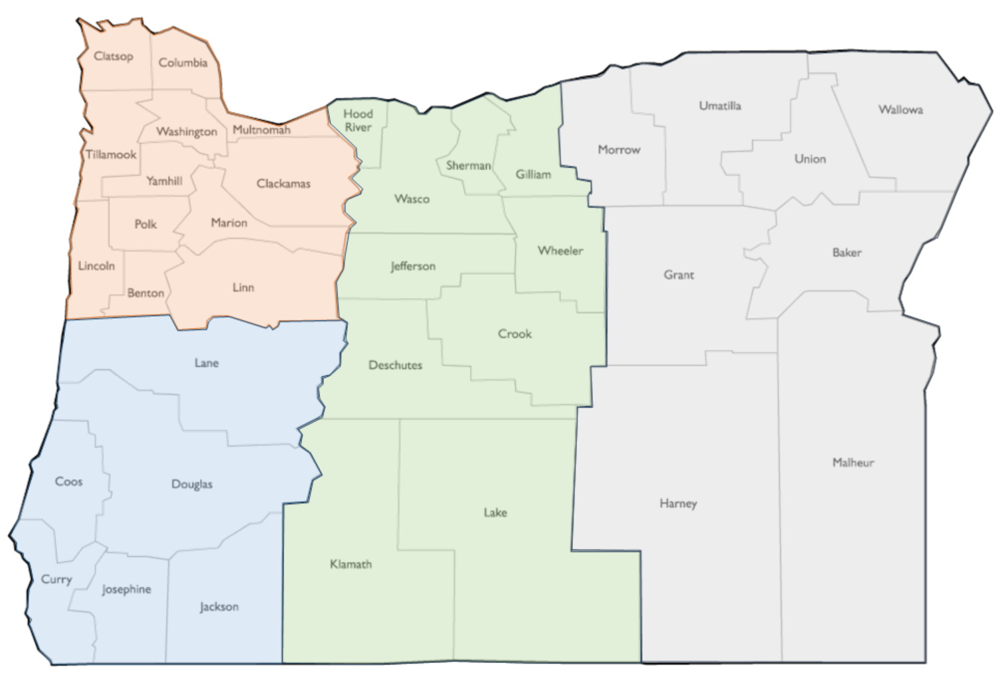 Clatsop
Columbia
Hood
River
Umatilla
Wallowa
Washington
Multnomah
Tillamook
Morrow
Union
Sherman
Gilliam
Yamhill
Clackamas
Wasco
Polk
Marion
Wheeler
Baker
Lincoln
Jefferson
Grant
Benton
Linn
Crook
Lane
Deschutes
Malheur
Coos
Douglas
Harney
Lake
Klamath
Curry
Josephine
Jackson